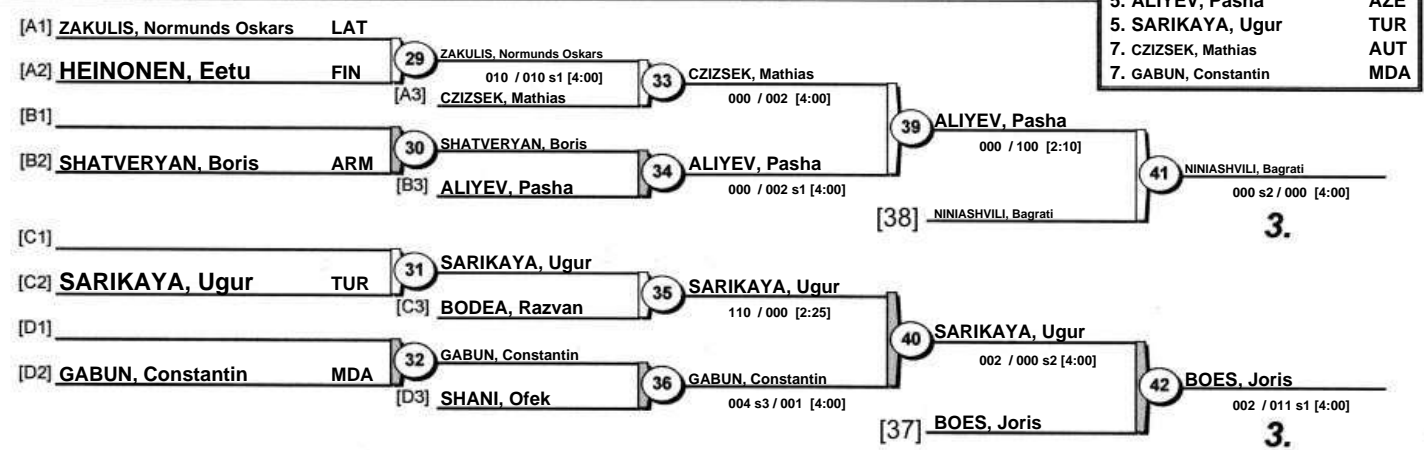 5. ALIYEV, Pasha AZE
5. SARIKAYA, Ugur TUR
7. CZIZSEK, Mathias AUT
7. GABUN, Constantin MDA
[A1] ZAKULIS, Normunds Oskars LAT
29
ZAKULIS, Normunds Oskars
010 / 010 s1 [4:00]
[A2] HEINONEN, Eetu FIN
[A3] CZIZSEK, Mathias
33
CZIZSEK, Mathias
000 / 002 [4:00]
[B1]
30
SHATVERYAN, Boris
[B2] SHATVERYAN, Boris ARM
[B3] ALIYEV, Pasha
34
ALIYEV, Pasha
000 / 002 s1 [4:00]
39
ALIYEV, Pasha
000 / 100 [2:10]
[38] NINIASHVILI, Bagrati
41
NINIASHVILI, Bagrati
000 s2 / 000 [4:00]
3.
[C1]
31
SARIKAYA, Ugur
[C2] SARIKAYA, Ugur TUR
[C3] BODEA, Razvan
35
SARIKAYA, Ugur
110 / 000 [2:25]
[D1]
32
GABUN, Constantin
[D2] GABUN, Constantin MDA
[D3] SHANI, Ofek
36
GABUN, Constantin
004 s3 / 001 [4:00]
40
SARIKAYA, Ugur
002 / 000 s2 [4:00]
[37] BOES, Joris
42
BOES, Joris
002 / 011 s1 [4:00]
3.